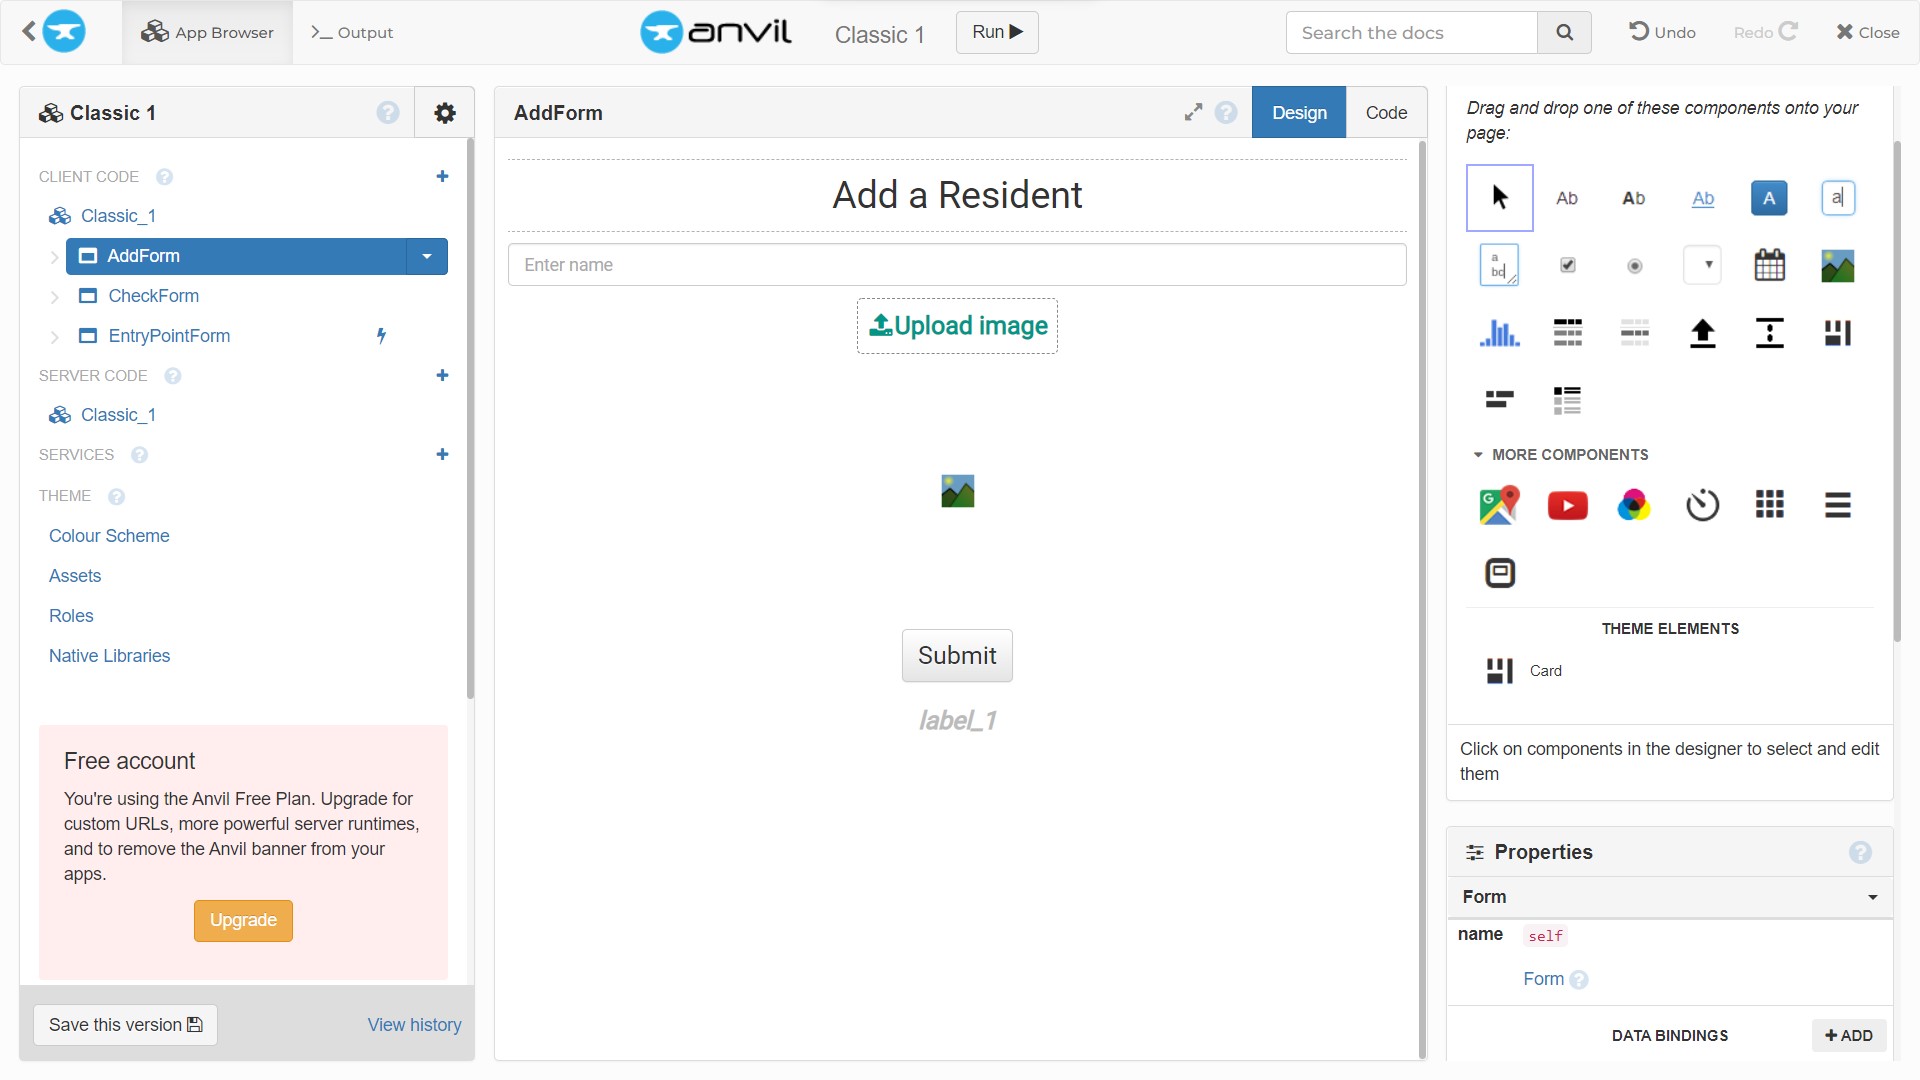 App Browser
>_ Output
anvil
Classic 1
Run
Search the docs
Undo
Redo
Close
Classic 1
?
CLIENT CODE ?
+
Classic_1
AddForm
CheckForm
EntryPointForm
SERVER CODE ?
+
Classic_1
SERVICES ?
+
THEME ?
Colour Scheme
Assets
Roles
Native Libraries
Free account
You're using the Anvil Free Plan. Upgrade for
custom URLs, more powerful server runtimes,
and to remove the Anvil banner from your
apps.
Upgrade
Save this version
View history
AddForm
?
Design
Code
Add a Resident
Enter name
Upload image
Submit
label_1
Drag and drop one of these components onto your
page:
Ab
Ab
Ab
A
a
a
bc
MORE COMPONENTS
G
THEME ELEMENTS
Card
Click on components in the designer to select and edit
them
Properties
?
Form
name self
Form ?
DATA BINDINGS
+ ADD